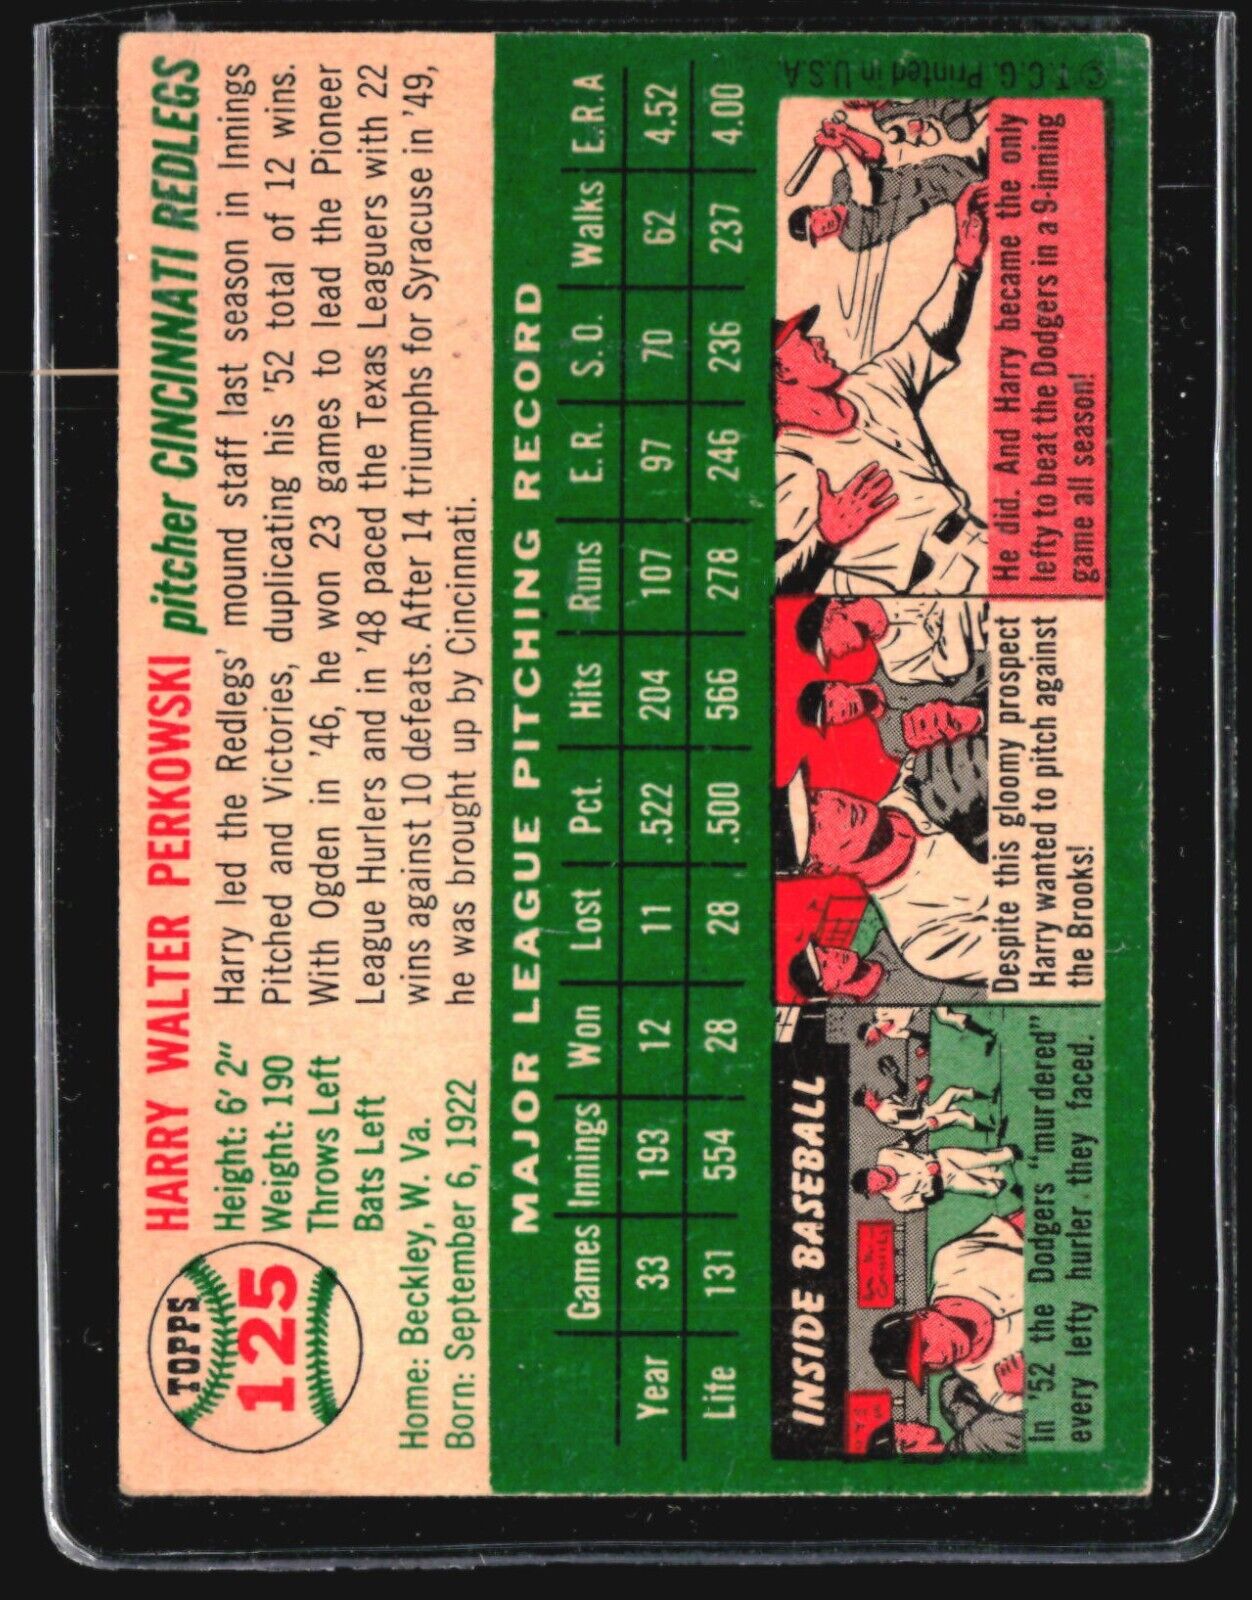 TOPPS
125
HARRY WALTER PERKOWSKI pitcher CINCINNATI REDLEGS
Height: 6' 2"
Weight: 190
Throws Left
Bats Left
Home: Beckley, W. Va.
Born: September 6, 1922
Harry led the Redlegs' mound staff last season in Innings
Pitched and Victories, duplicating his '52 total of 12 wins.
With Ogden in '46, he won 23 games to lead the Pioneer
League Hurlers and in '48 paced the Texas Leaguers with 22
wins against 10 defeats. After 14 triumphs for Syracuse in '49,
he was brought up by Cincinnati.
MAJOR LEAGUE PITCHING RECORD
Games Innings Won Lost Pct. Hits Runs E. R. S. O. Walks E. R. A
Year 33 193 12 11 .522 204 107 97 70 62 4.52
Life 131 554 28 28 .500 566 278 246 236 237 4.00
INSIDE BASEBALL
In '52 the Dodgers "murdered"
every lefty hurler they faced.
Despite this gloomy prospect
Harry wanted to pitch against
the Brooks!
He did. And Harry became the only
lefty to beat the Dodgers in a 9-inning
game all season!
© T. C. G. Printed in U.S.A